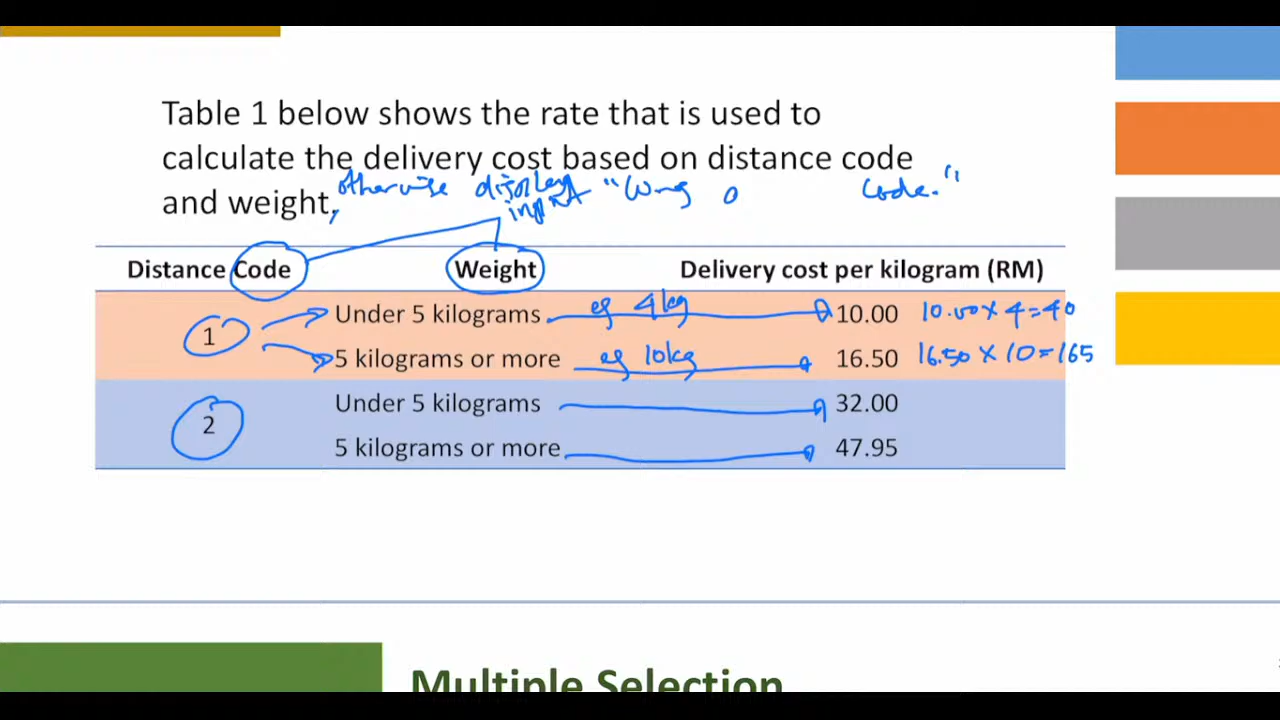 Table 1 below shows the rate that is used to
calculate the delivery cost based on distance code
otherwise display "Wrong code."
and weight,
input
Distance Code Weight Delivery cost per kilogram (RM)
1
Under 5 kilograms eg 4kg 10.00 10.00 x 4 = 40
5 kilograms or more eg 10kg 16.50 16.50 x 10 = 165
2
Under 5 kilograms 32.00
5 kilograms or more 47.95
Multiple Selection